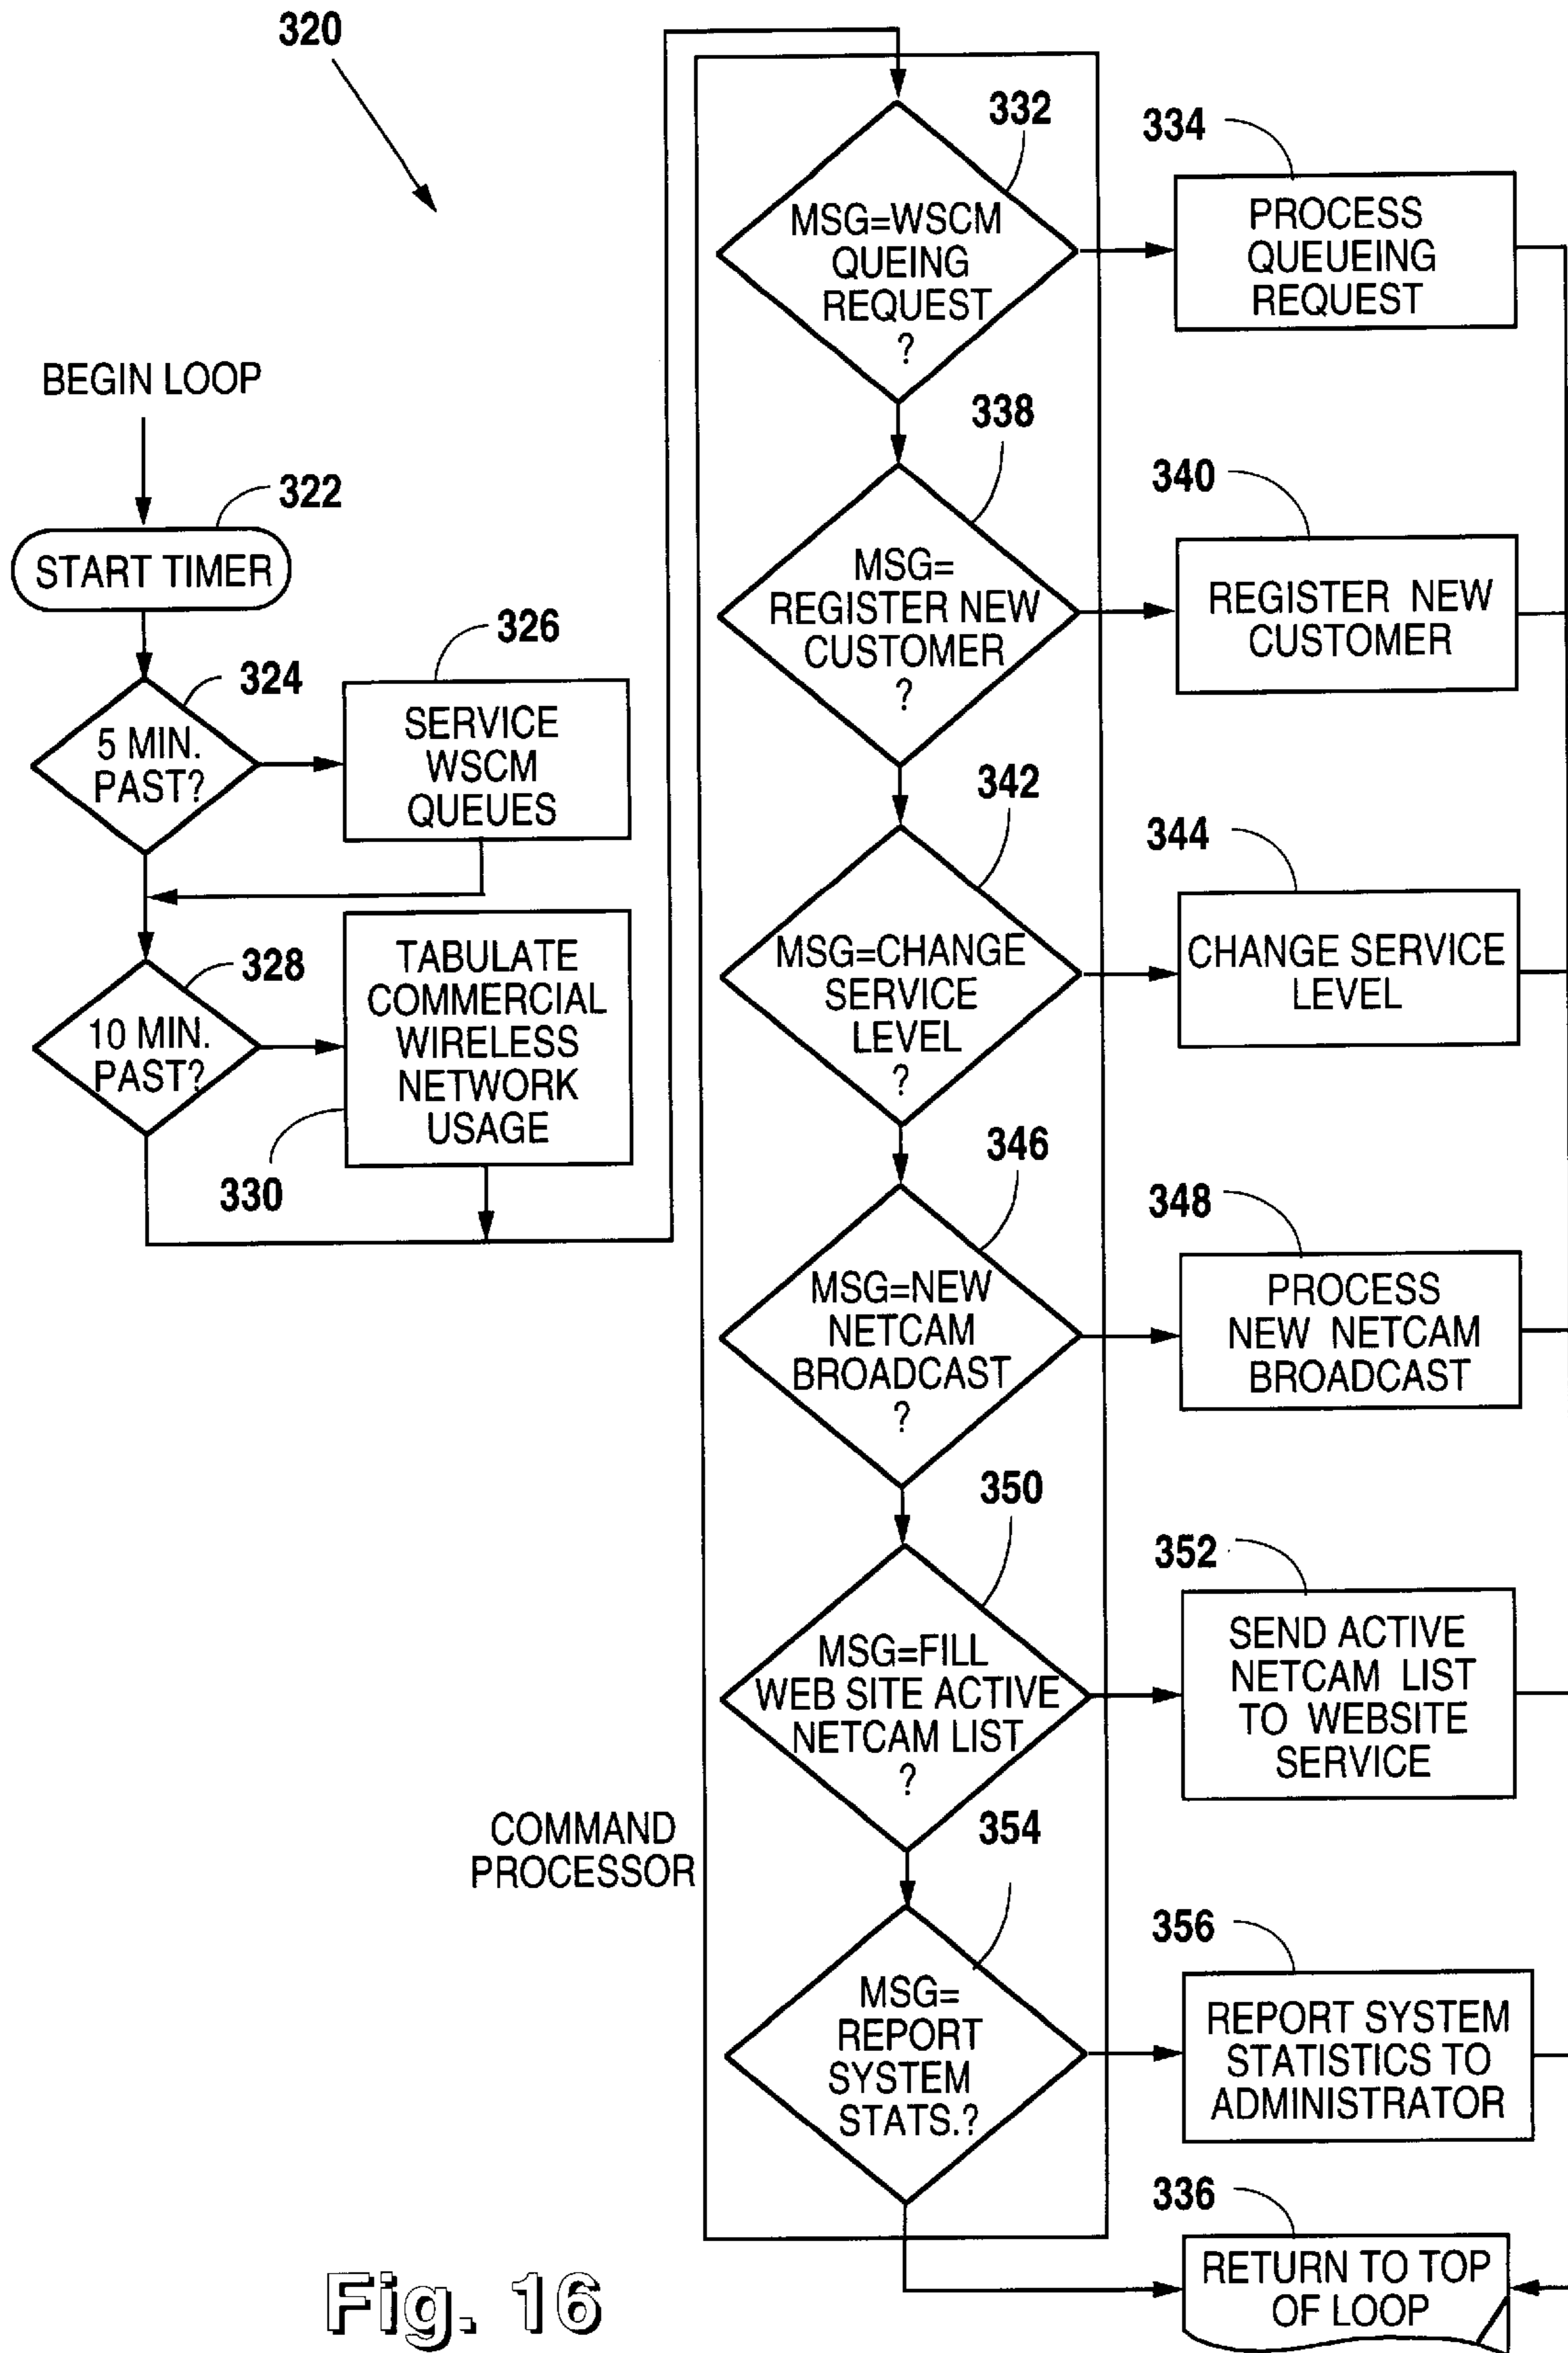 320
BEGIN LOOP
322
START TIMER
324
5 MIN.
PAST?
326
SERVICE
WSCM
QUEUES
328
10 MIN.
PAST?
TABULATE
COMMERCIAL
WIRELESS
NETWORK
USAGE
330
COMMAND
PROCESSOR
332
MSG=WSCM
QUEING
REQUEST
?
334
PROCESS
QUEUEING
REQUEST
338
MSG=
REGISTER NEW
CUSTOMER
?
340
REGISTER NEW
CUSTOMER
342
MSG=CHANGE
SERVICE
LEVEL
?
344
CHANGE SERVICE
LEVEL
346
MSG=NEW
NETCAM
BROADCAST
?
348
PROCESS
NEW NETCAM
BROADCAST
350
MSG=FILL
WEB SITE ACTIVE
NETCAM LIST
?
352
SEND ACTIVE
NETCAM LIST
TO WEBSITE
SERVICE
354
MSG=
REPORT
SYSTEM
STATS.?
356
REPORT SYSTEM
STATISTICS TO
ADMINISTRATOR
336
RETURN TO TOP
OF LOOP
Fig. 16